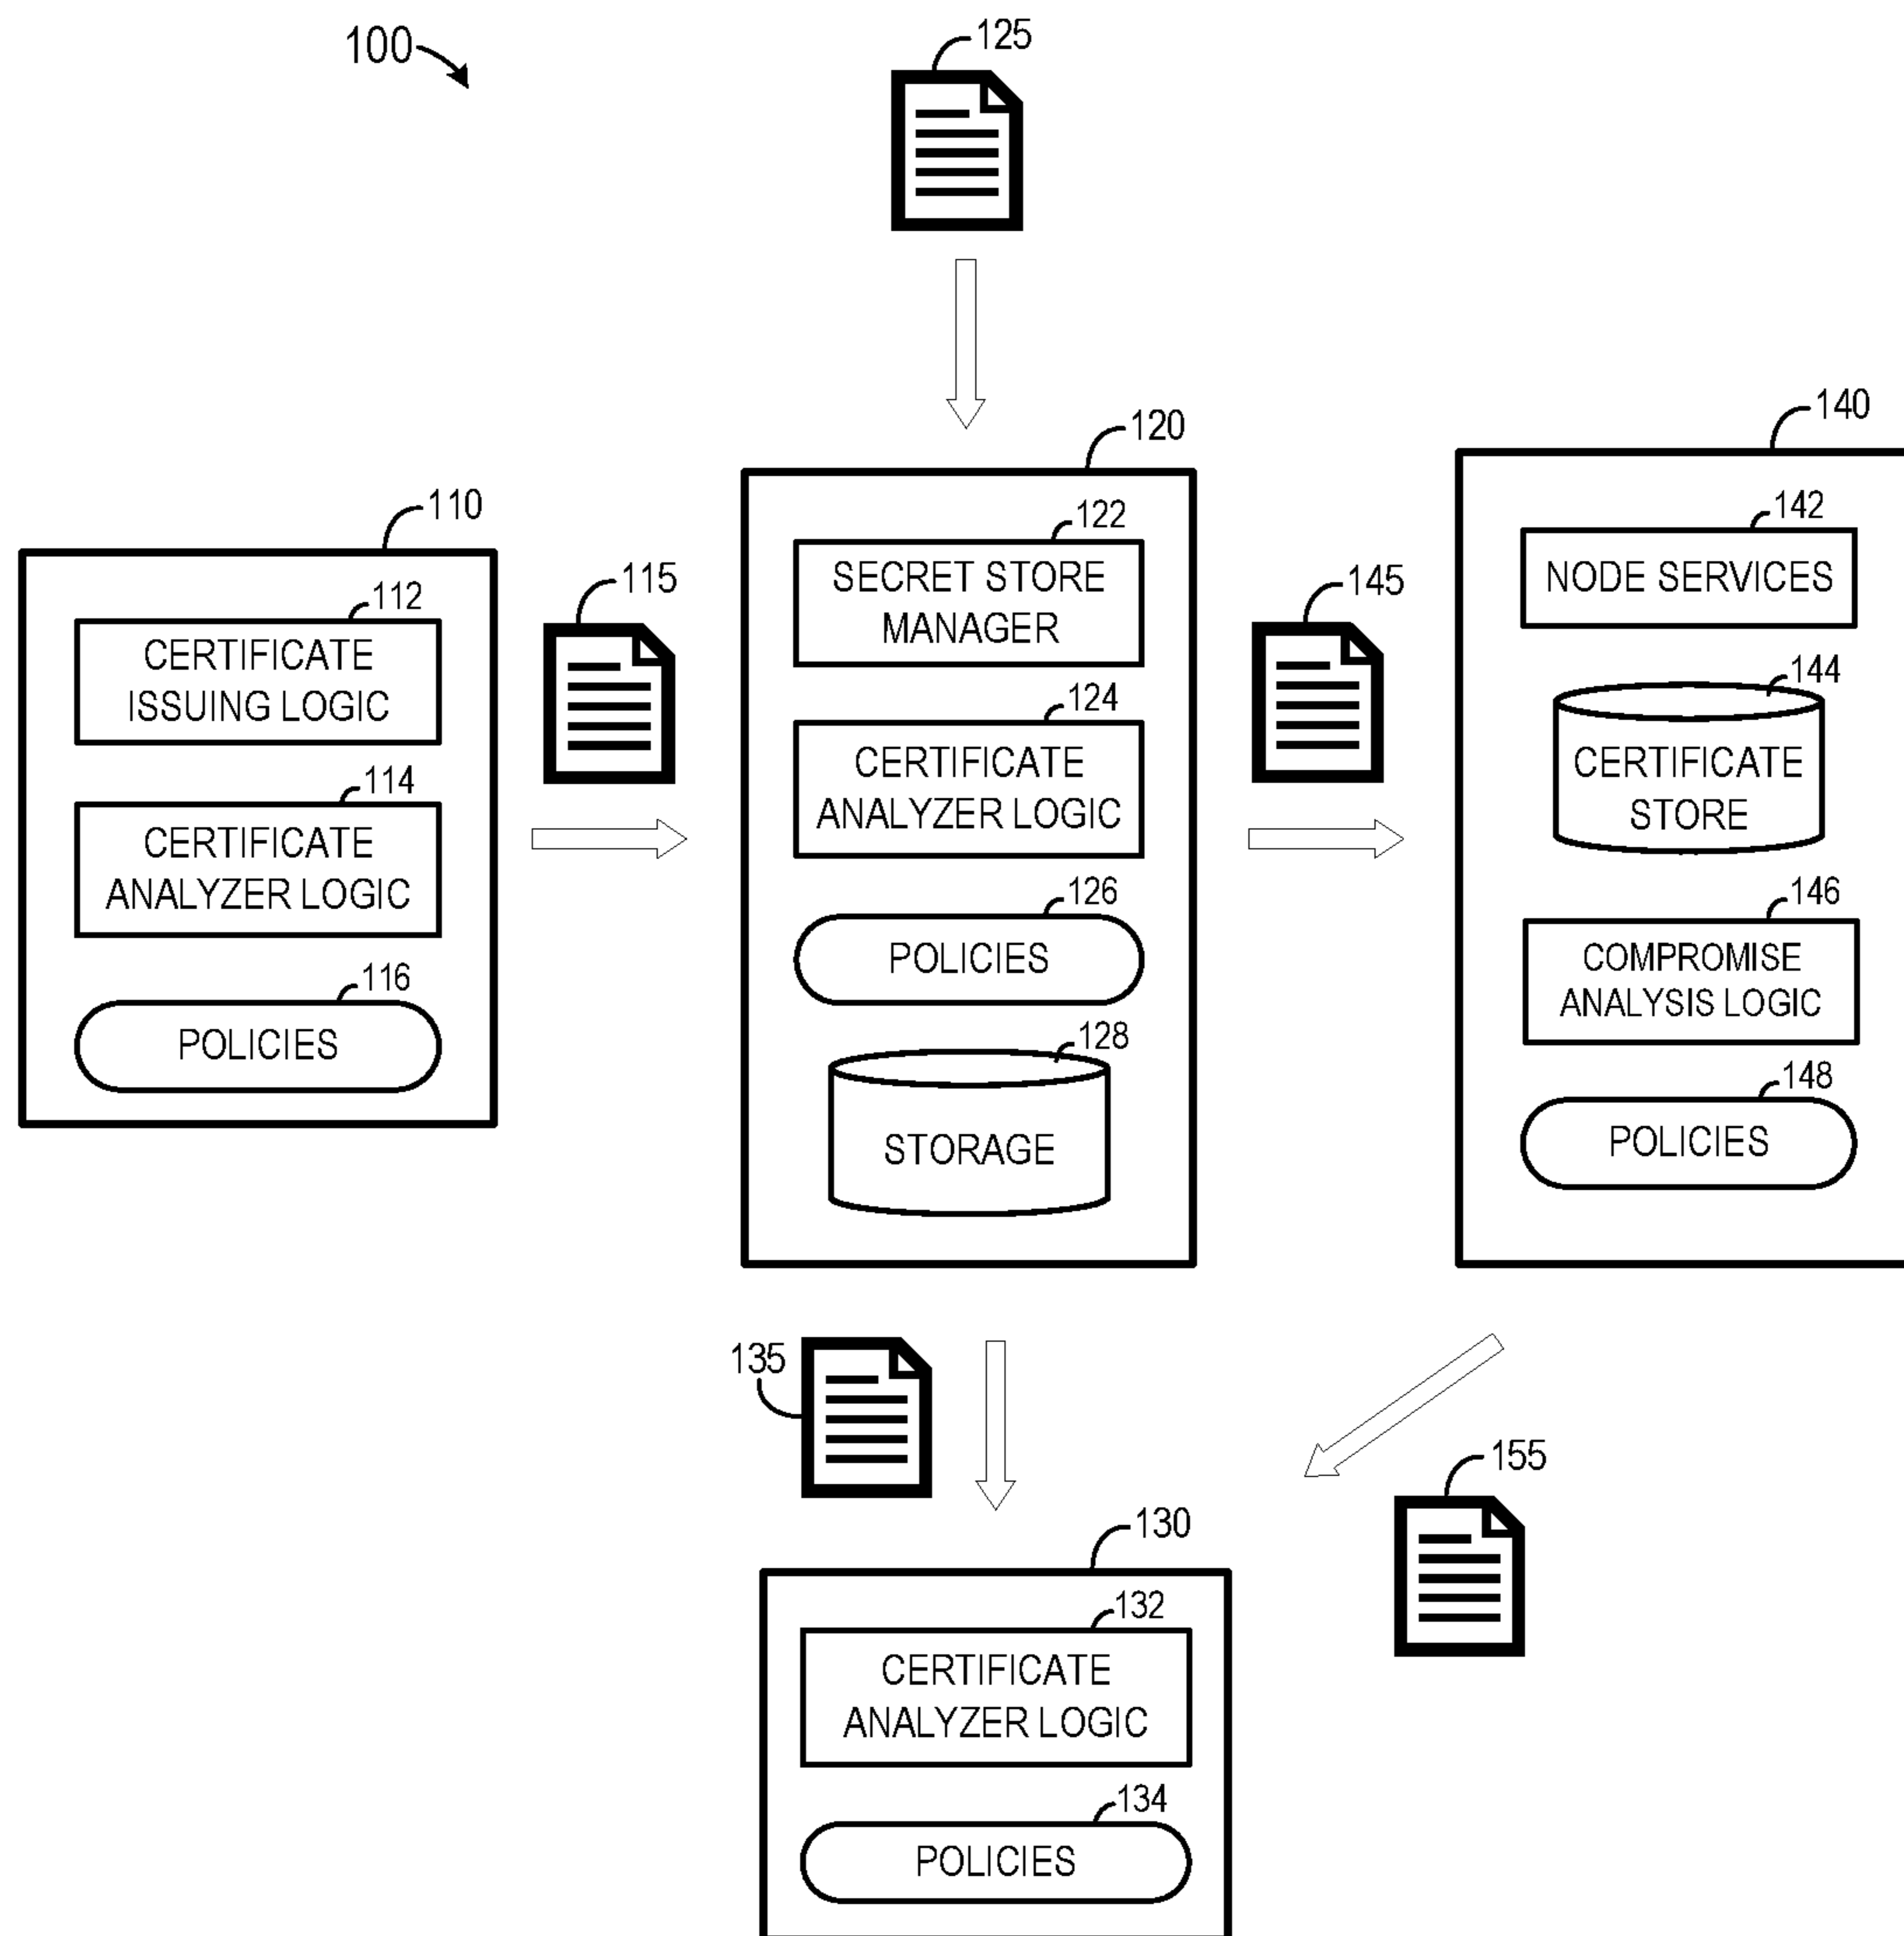 100
125
110
112
CERTIFICATE
ISSUING LOGIC
114
CERTIFICATE
ANALYZER LOGIC
116
POLICIES
115
120
122
SECRET STORE
MANAGER
124
CERTIFICATE
ANALYZER LOGIC
126
POLICIES
128
STORAGE
145
140
142
NODE SERVICES
144
CERTIFICATE
STORE
146
COMPROMISE
ANALYSIS LOGIC
148
POLICIES
135
155
130
132
CERTIFICATE
ANALYZER LOGIC
134
POLICIES